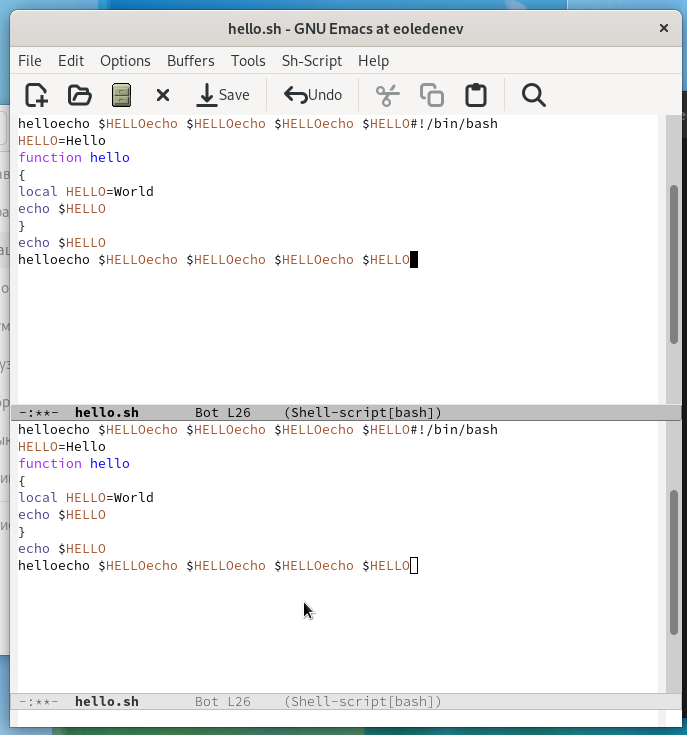 hello.sh - GNU Emacs at eoledenev
File Edit Options Buffers Tools Sh-Script Help
Save Undo
helloecho $HELLOecho $HELLOecho $HELLOecho $HELLO#!/bin/bash
HELLO=Hello
function hello
{
local HELLO=World
echo $HELLO
}
echo $HELLO
helloecho $HELLOecho $HELLOecho $HELLOecho $HELLO
-:**- hello.sh Bot L26 (Shell-script[bash])
helloecho $HELLOecho $HELLOecho $HELLOecho $HELLO#!/bin/bash
HELLO=Hello
function hello
{
local HELLO=World
echo $HELLO
}
echo $HELLO
helloecho $HELLOecho $HELLOecho $HELLOecho $HELLO
-:**- hello.sh Bot L26 (Shell-script[bash])